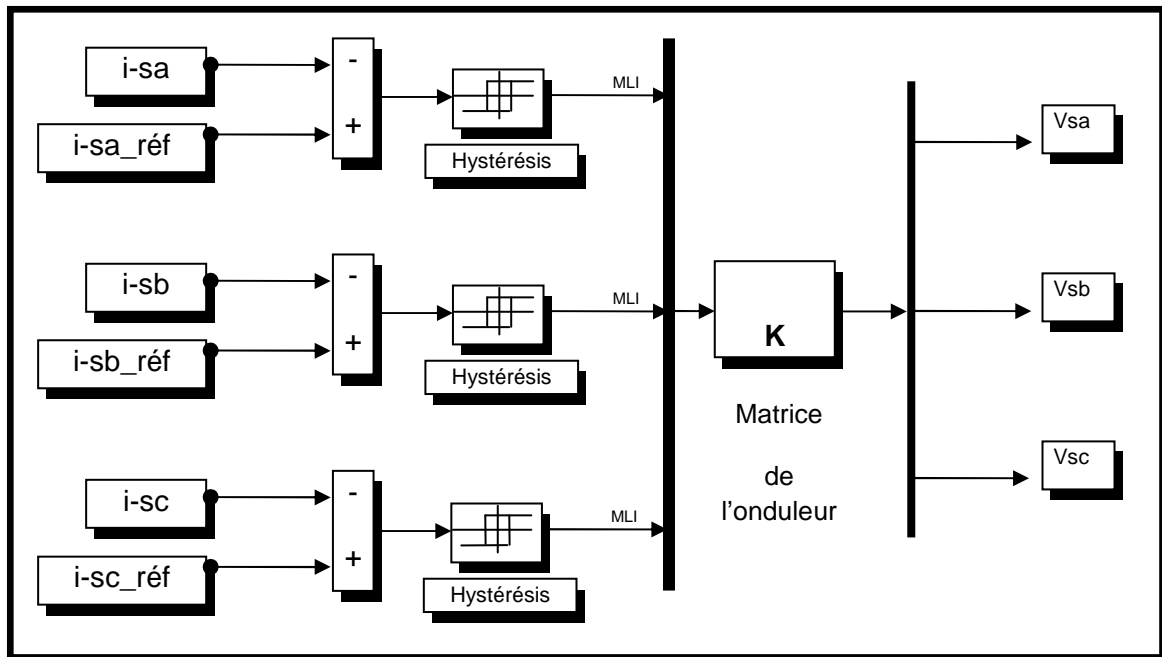 i-sa
-
MLI
i-sa_réf
+
Hystérésis
Vsa
i-sb
-
MLI
i-sb_réf
+
Hystérésis
K
Vsb
Matrice
de
l'onduleur
i-sc
-
MLI
i-sc_réf
+
Hystérésis
Vsc